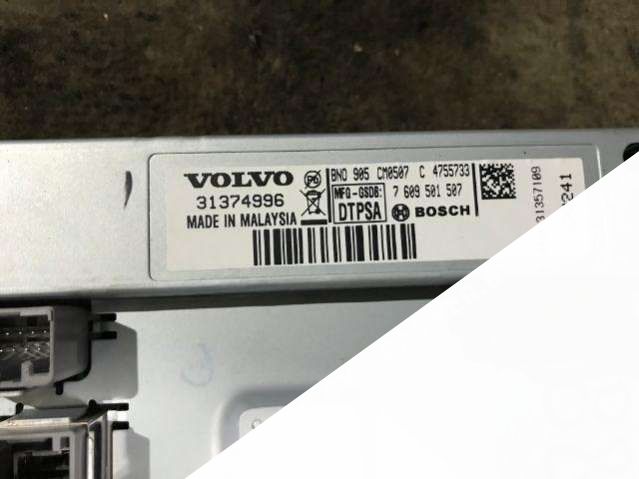 VOLVO
31374996
MADE IN MALAYSIA
BNO 905 CM0507 C 4755733
MFG-GSDB: 7 609 501 507
DTPSA BOSCH
31357109
241